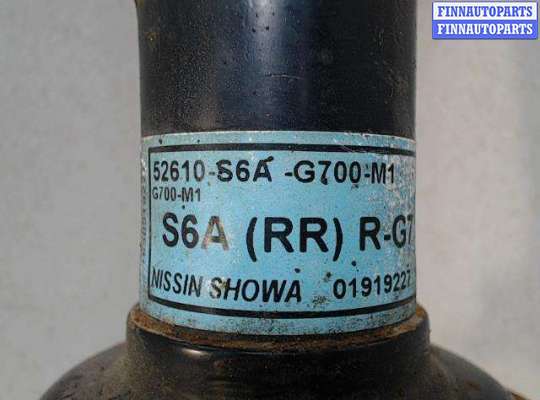 FINNAUTOPARTS
FINNAUTOPARTS
52610-S6A -G700-M1
G700-M1
S6A (RR) R-G7
NISSIN SHOWA 01919227